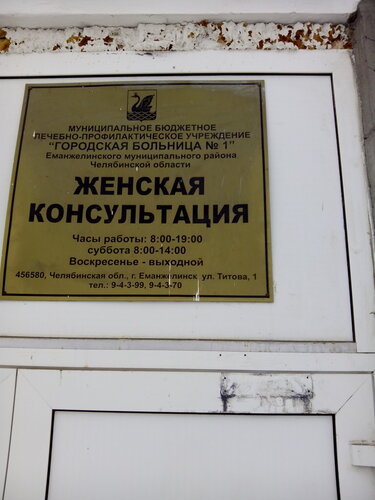 МУНИЦИПАЛЬНОЕ БЮДЖЕТНОЕ
ЛЕЧЕБНО-ПРОФИЛАКТИЧЕСКОЕ УЧРЕЖДЕНИЕ
"ГОРОДСКАЯ БОЛЬНИЦА № 1"
Еманжелинского муниципального района
Челябинской области
ЖЕНСКАЯ
КОНСУЛЬТАЦИЯ
Часы работы: 8:00-19:00
суббота 8:00-14:00
Воскресенье - выходной
456580, Челябинская обл., г. Еманжелинск ул. Титова, 1
тел.: 9-4-3-99, 9-4-3-70